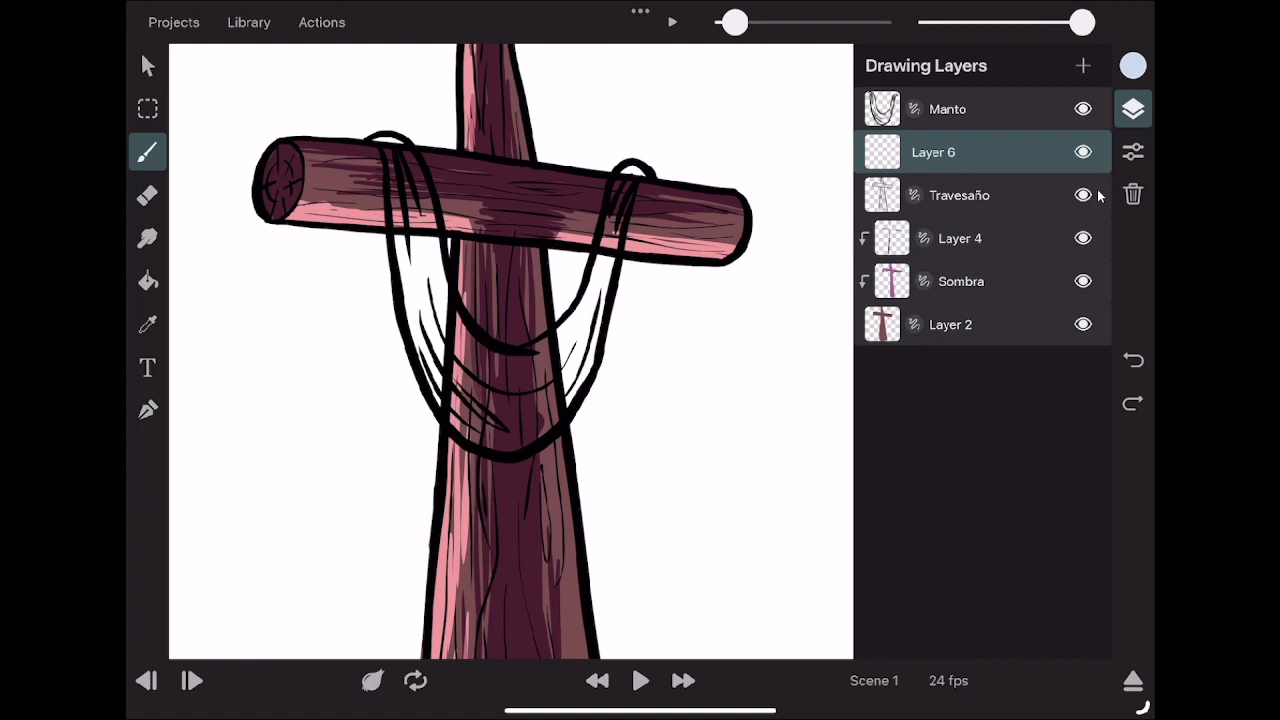 Projects
Library
Actions
Drawing Layers
Manto
Layer 6
Travesaño
Layer 4
Sombra
Layer 2
T
Scene 1
24 fps